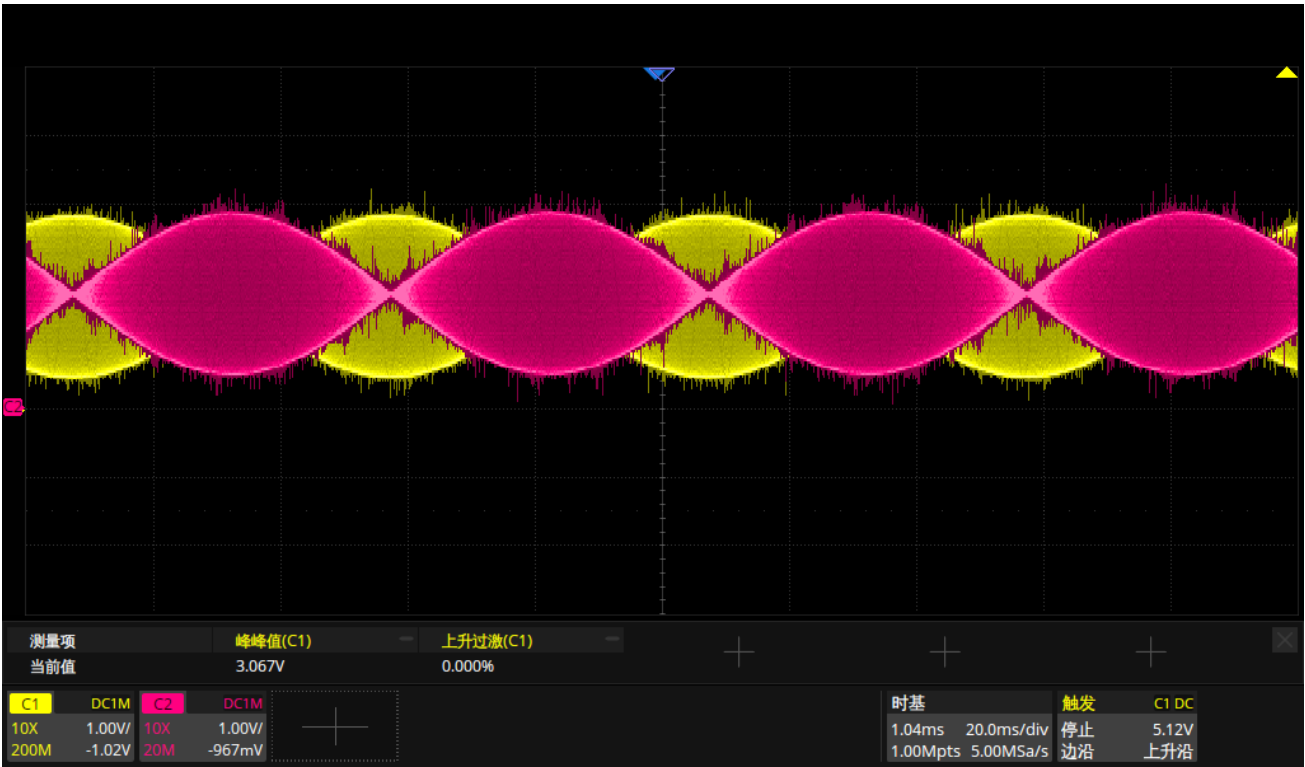 C2
测量项 峰峰值(C1) 上升过激(C1)
当前值 3.067V 0.000%
C1 DC1M C2 DC1M 时基 触发 C1 DC
10X 1.00V/ 10X 1.00V/ 1.04ms 20.0ms/div 停止 5.12V
200M -1.02V 20M -967mV 1.00Mpts 5.00MSa/s 边沿 上升沿